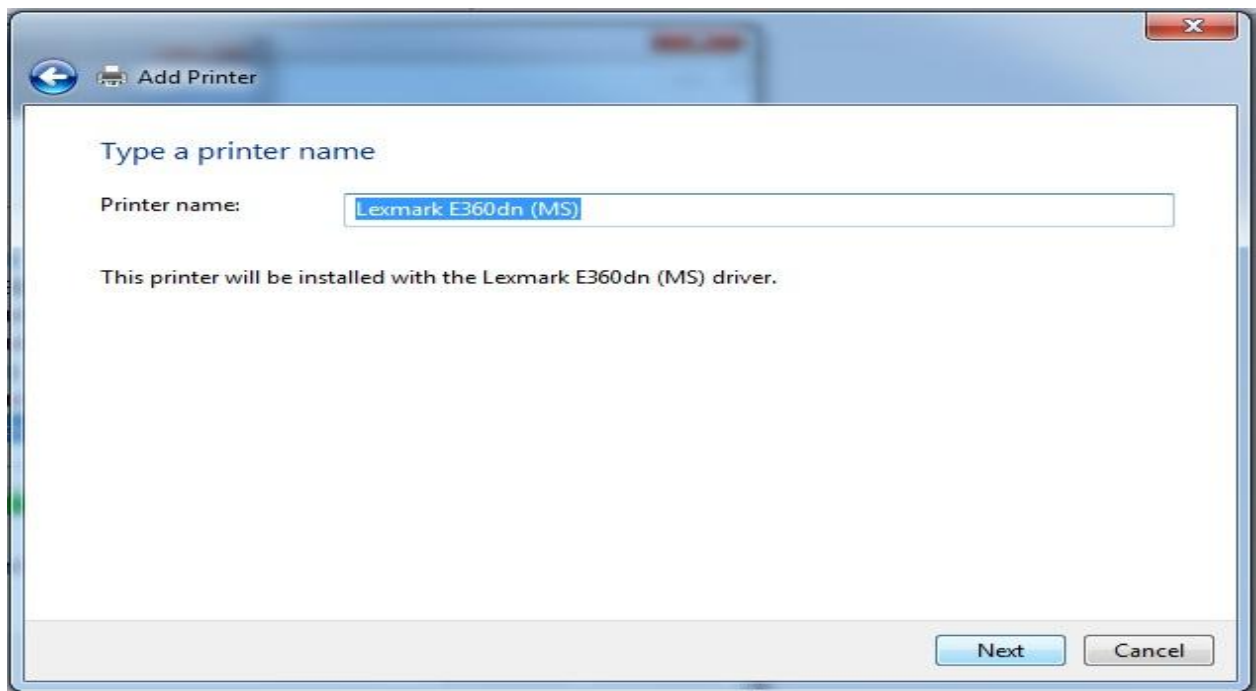 Add Printer
Type a printer name
Printer name: Lexmark E360dn (MS)
This printer will be installed with the Lexmark E360dn (MS) driver.
Next Cancel